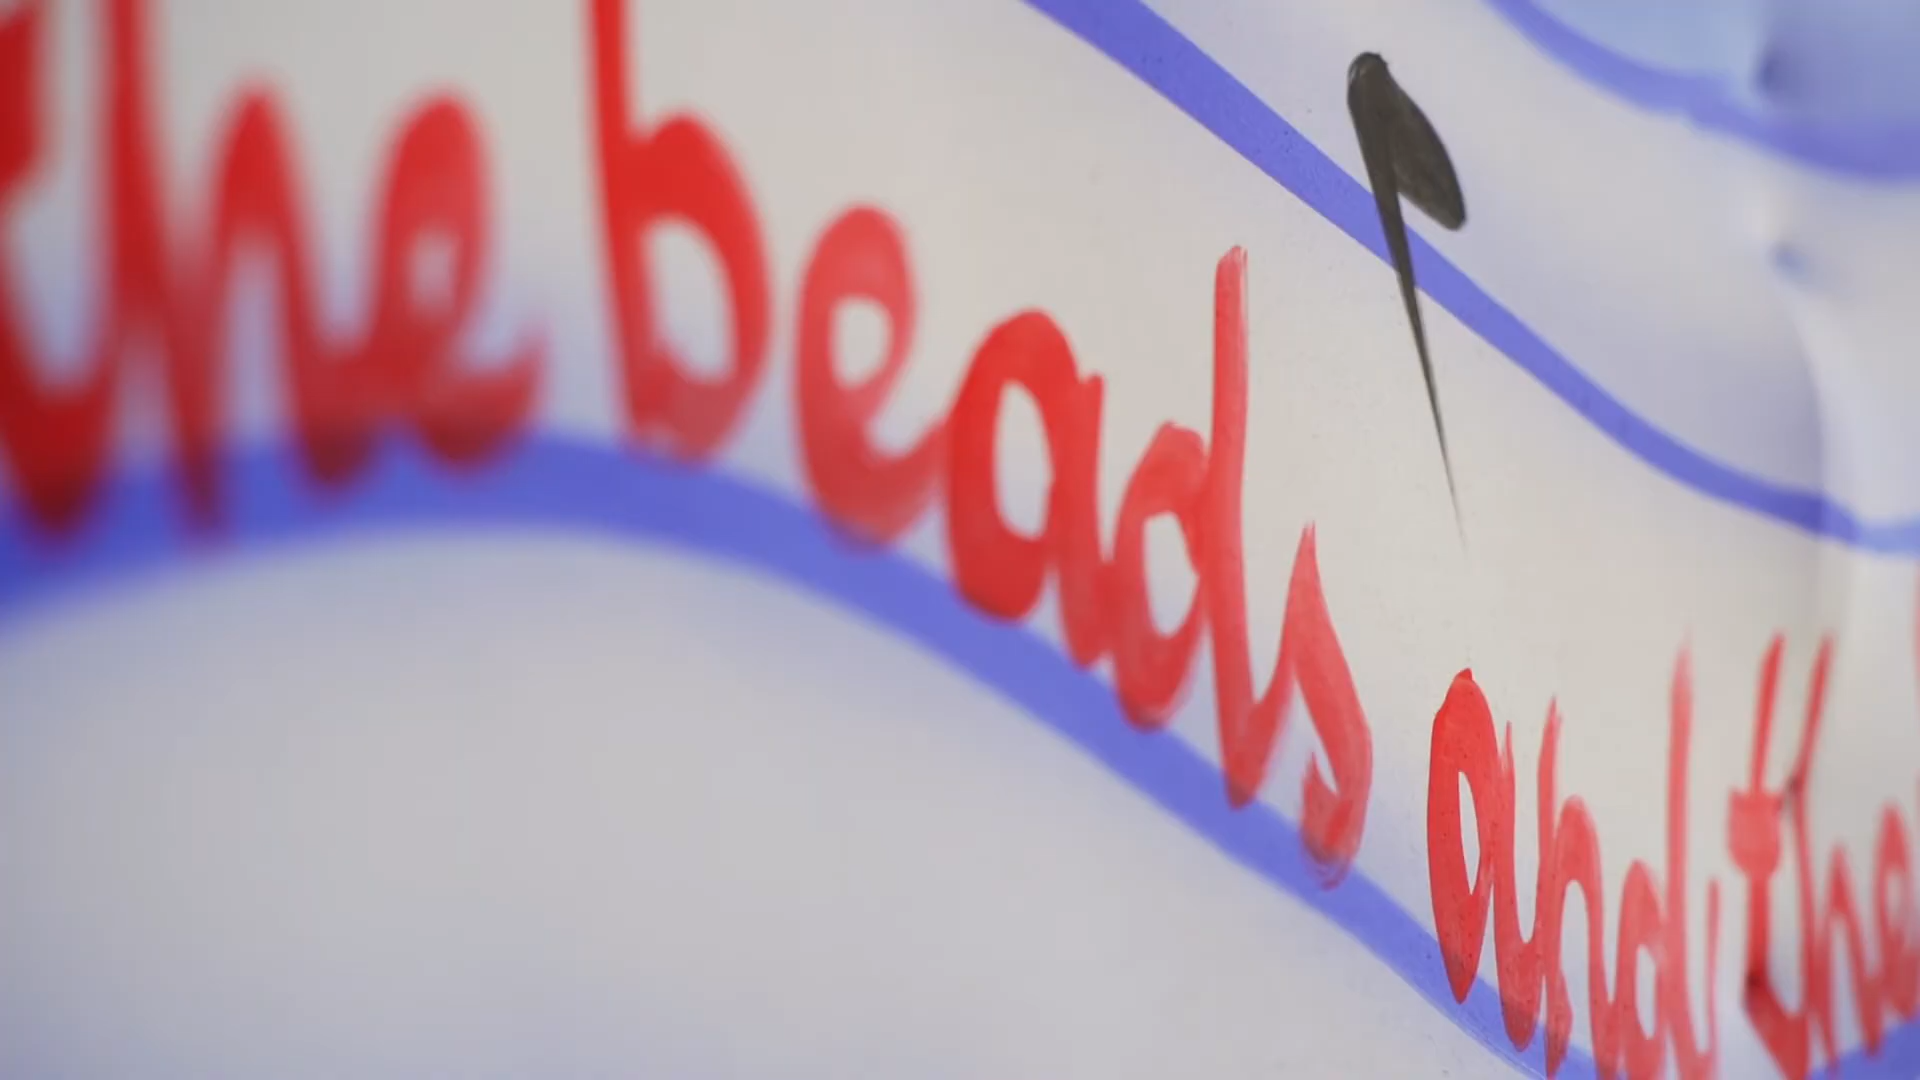 the beads and the